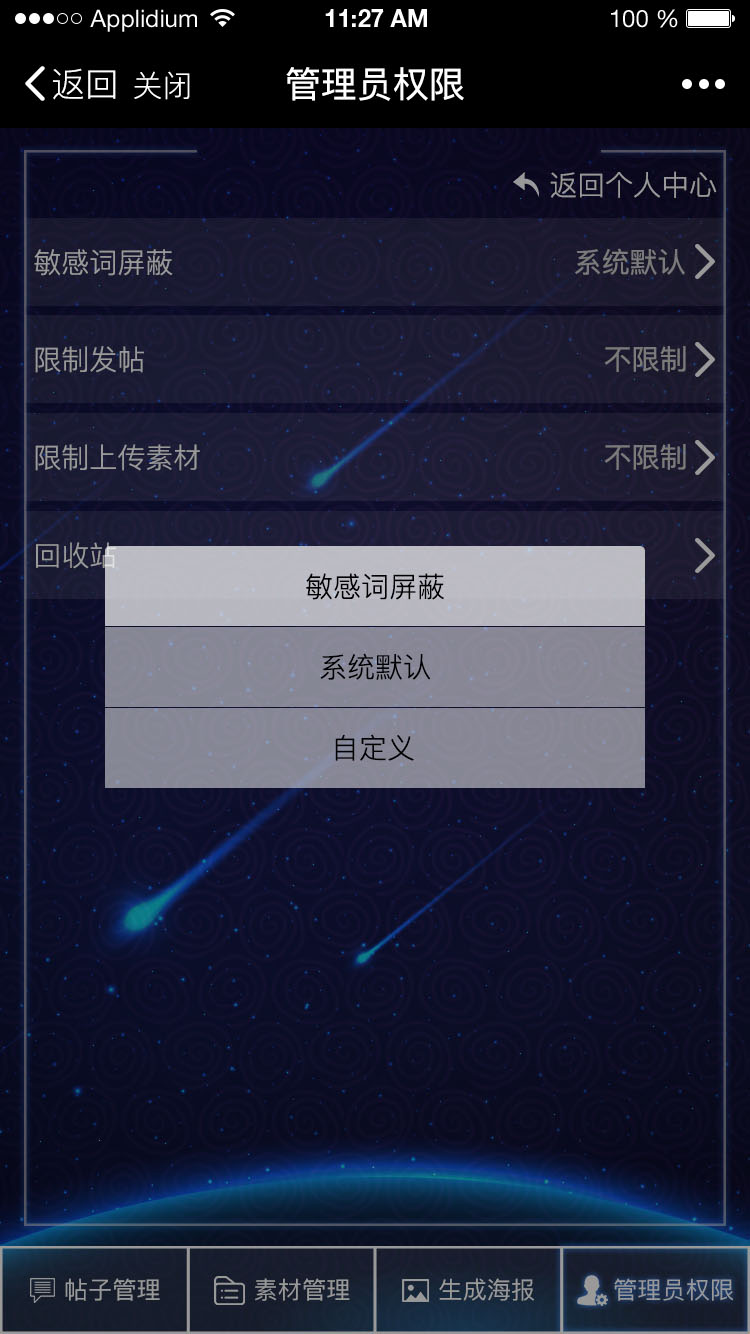 Applidium 11:27 AM 100 %
返回 关闭 管理员权限
返回个人中心
敏感词屏蔽 系统默认
限制发帖 不限制
限制上传素材 不限制
回收站
敏感词屏蔽
系统默认
自定义
帖子管理 素材管理 生成海报 管理员权限